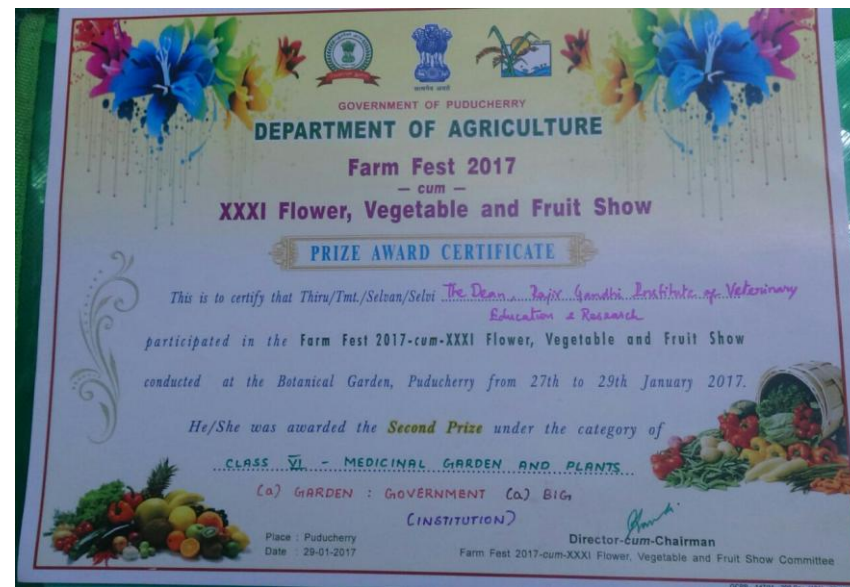 सत्यमेव जयते
GOVERNMENT OF PUDUCHERRY
DEPARTMENT OF AGRICULTURE
Farm Fest 2017
— cum —
XXXI Flower, Vegetable and Fruit Show
PRIZE AWARD CERTIFICATE
This is to certify that Thiru/Tmt./Selvan/Selvi The Dean, Rajiv Gandhi Institute of Veterinary
Education & Research
participated in the Farm Fest 2017-cum-XXXI Flower, Vegetable and Fruit Show
conducted at the Botanical Garden, Puducherry from 27th to 29th January 2017.
He/She was awarded the Second Prize under the category of
CLASS VI - MEDICINAL GARDEN AND PLANTS
(a) GARDEN : GOVERNMENT (a) BIG
(INSTITUTION)
Place : Puducherry
Date : 29-01-2017
Director-cum-Chairman
Farm Fest 2017-cum-XXXI Flower, Vegetable and Fruit Show Committee